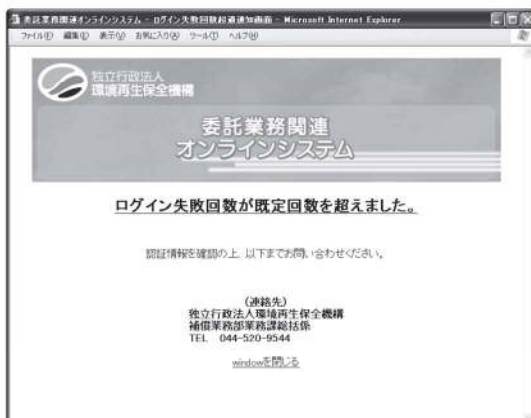 委託業務関連オンラインシステム - ログイン失敗回数超過通知画面 - Microsoft Internet Explorer
ファイル(F) 編集(E) 表示(V) お気に入り(A) ツール(T) ヘルプ(H)
独立行政法人
環境再生保全機構
委託業務関連
オンラインシステム
ログイン失敗回数が既定回数を超えました。
認証情報を確認の上、以下までお問い合わせください。
(連絡先)
独立行政法人環境再生保全機構
補償業務部業務課総括係
TEL 044-520-9544
windowを閉じる